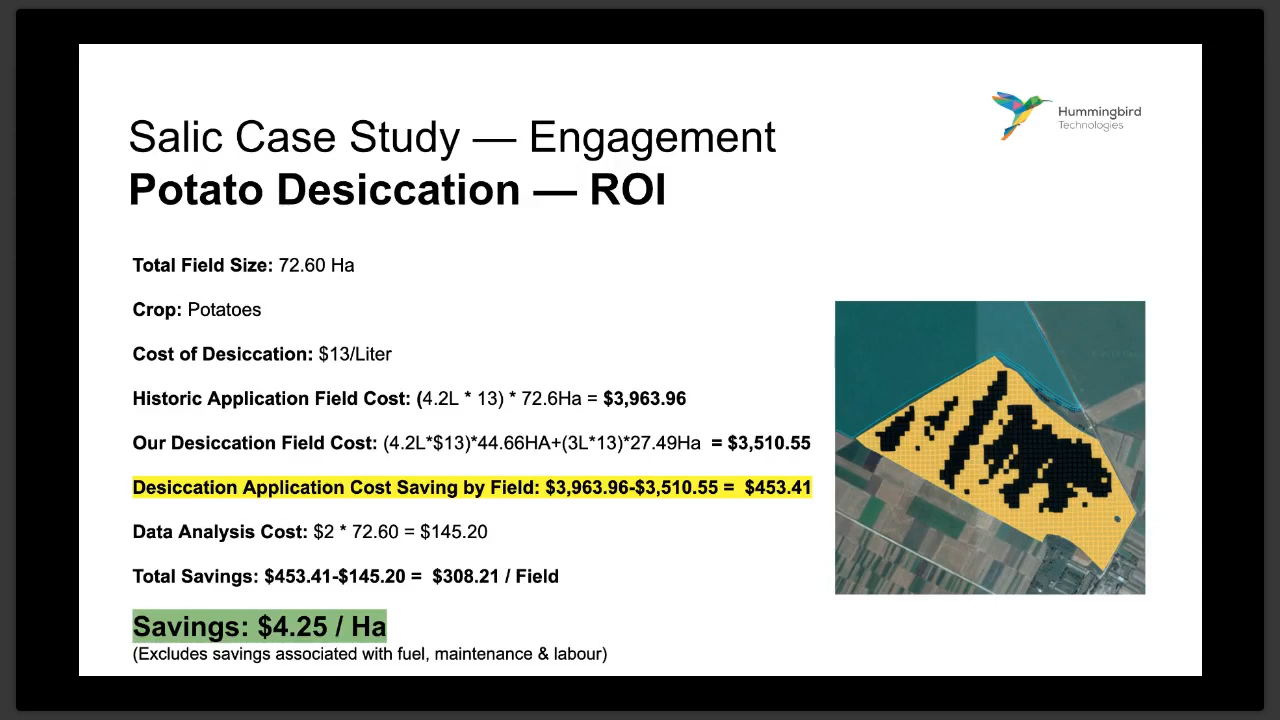 Hummingbird
Technologies
Salic Case Study — Engagement
Potato Desiccation — ROI
Total Field Size: 72.60 Ha
Crop: Potatoes
Cost of Desiccation: $13/Liter
Historic Application Field Cost: (4.2L * 13) * 72.6Ha = $3,963.96
Our Desiccation Field Cost: (4.2L*$13)*44.66HA+(3L*13)*27.49Ha = $3,510.55
Desiccation Application Cost Saving by Field: $3,963.96-$3,510.55 = $453.41
Data Analysis Cost: $2 * 72.60 = $145.20
Total Savings: $453.41-$145.20 = $308.21 / Field
Savings: $4.25 / Ha
(Excludes savings associated with fuel, maintenance & labour)